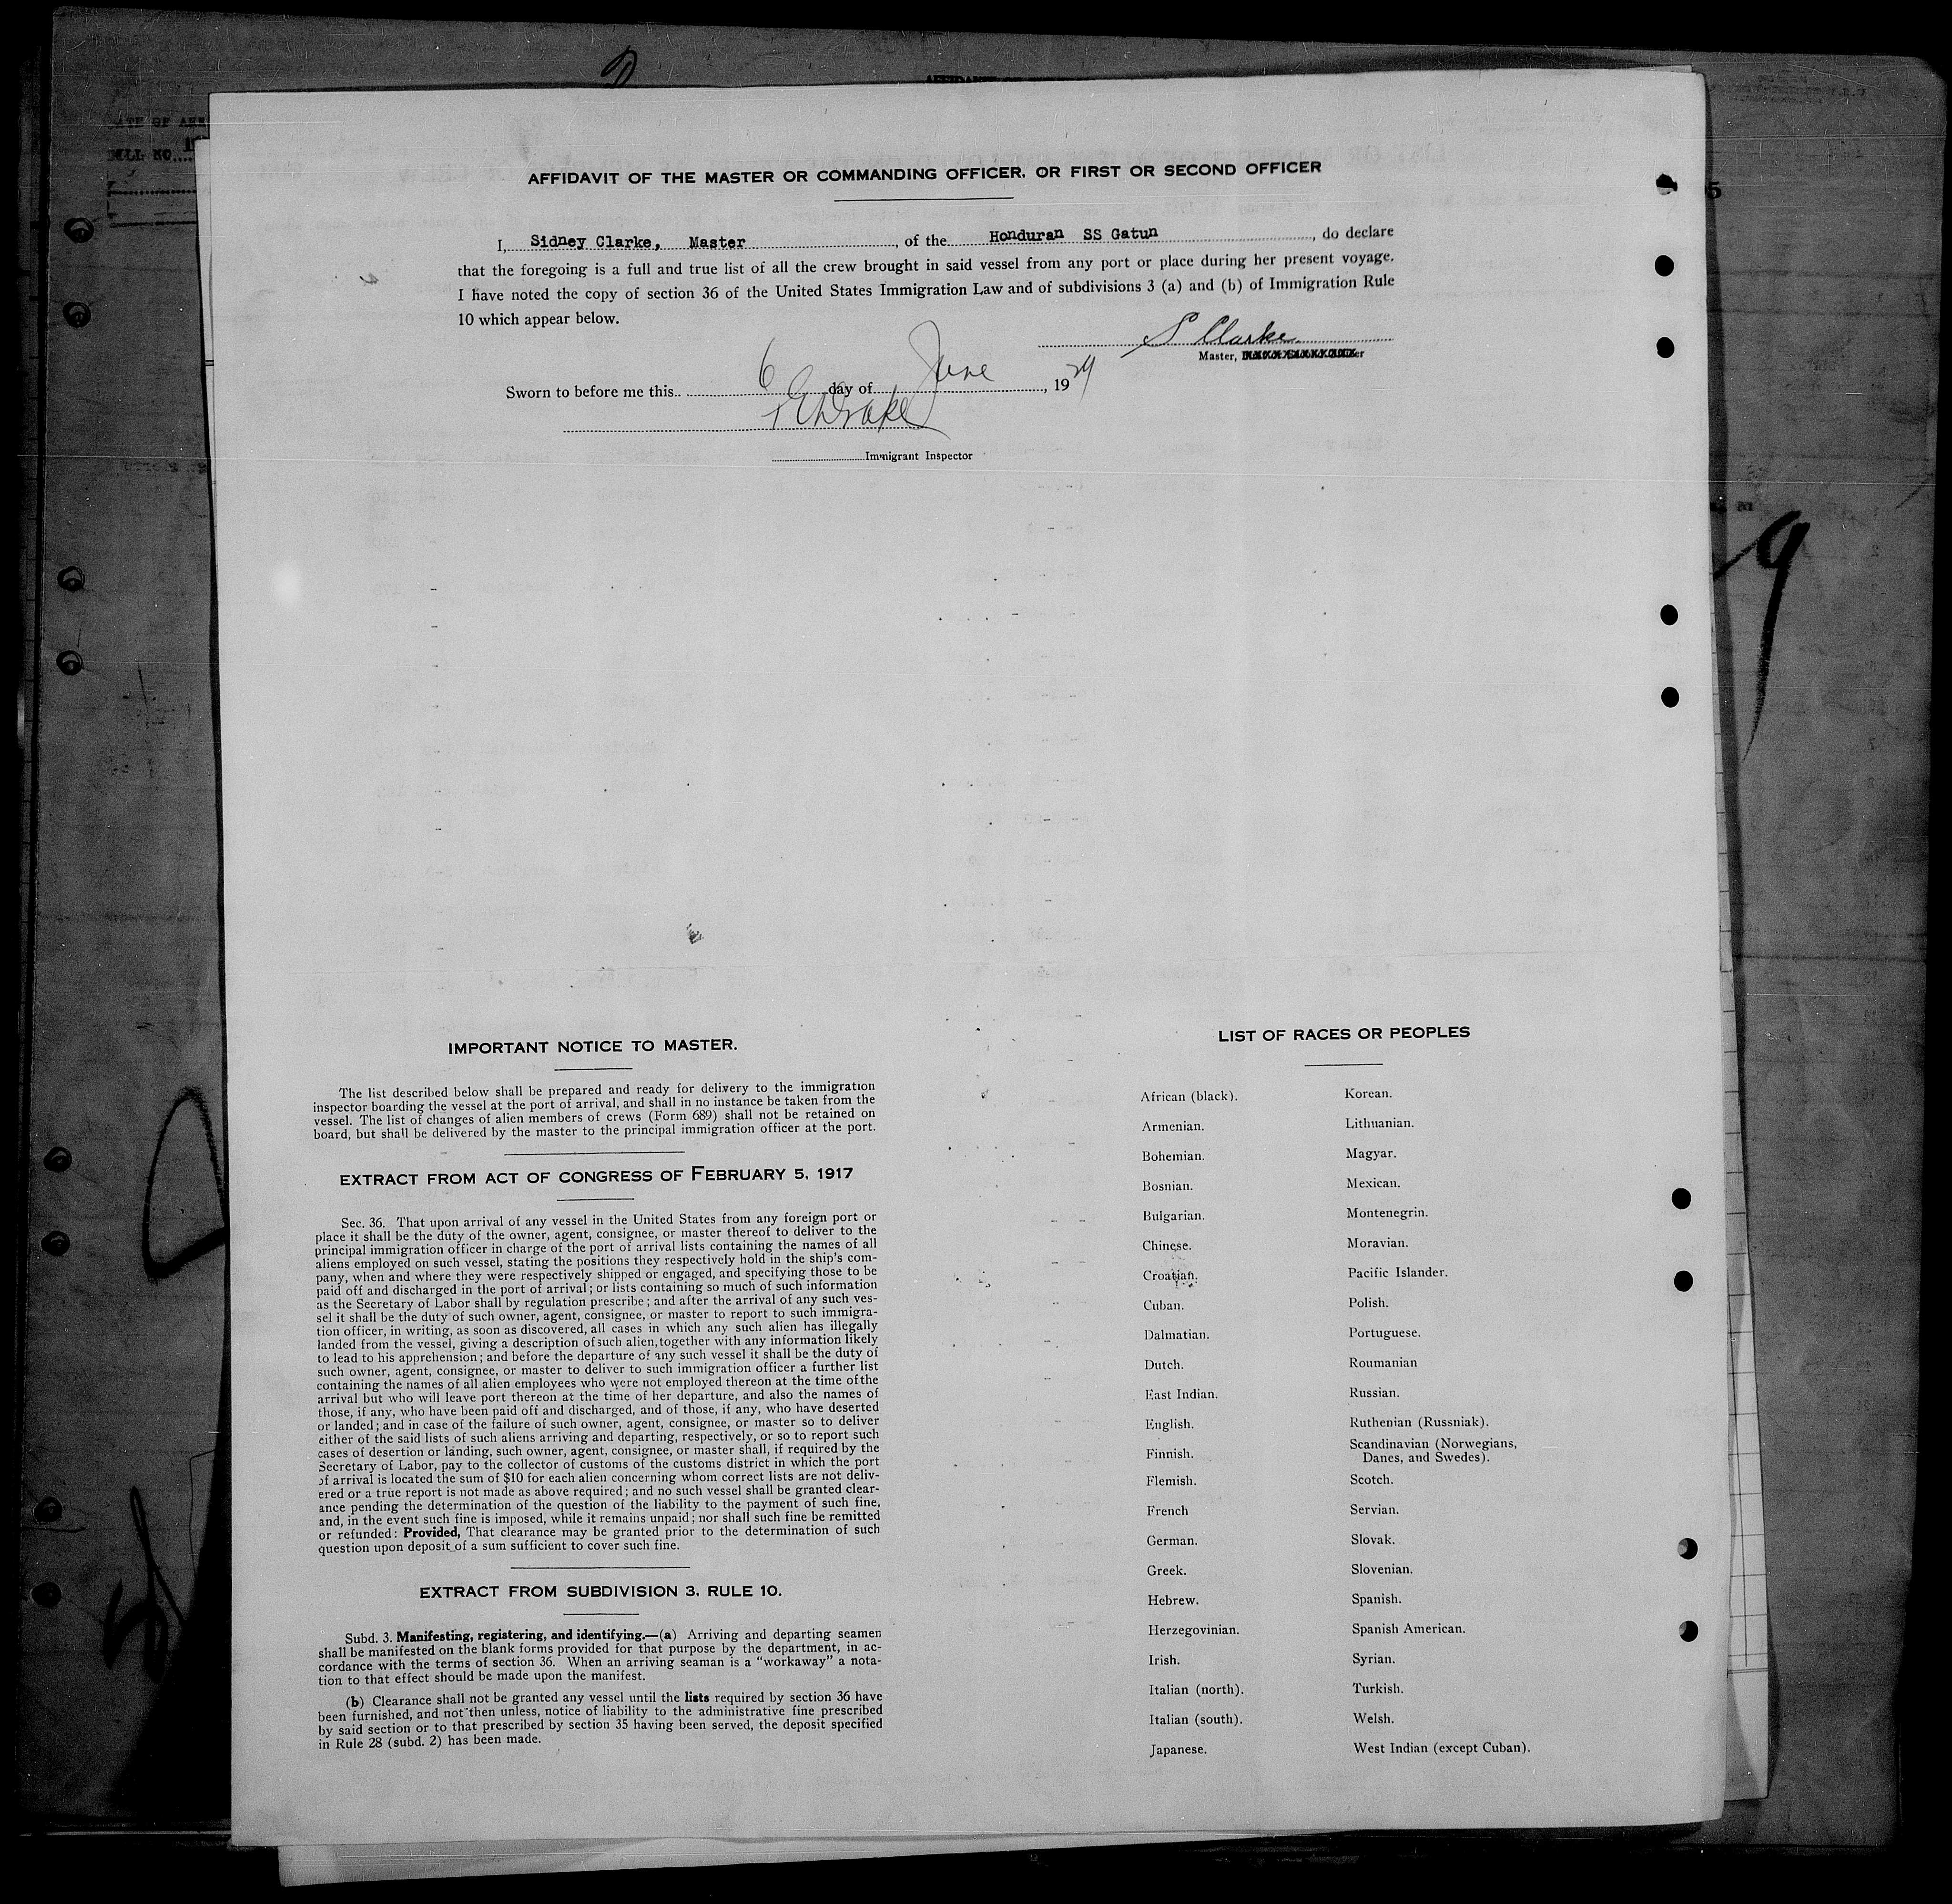 AFFIDAVIT OF THE MASTER OR COMMANDING OFFICER, OR FIRST OR SECOND OFFICER
I, Sidney Clarke, Master, of the Honduran SS Gatun, do declare
that the foregoing is a full and true list of all the crew brought in said vessel from any port or place during her present voyage.
I have noted the copy of section 36 of the United States Immigration Law and of subdivisions 3 (a) and (b) of Immigration Rule
10 which appear below.
S Clarke
Master,
Sworn to before me this 6 day of June, 1929
Immigrant Inspector
IMPORTANT NOTICE TO MASTER.
The list described below shall be prepared and ready for delivery to the immigration
inspector boarding the vessel at the port of arrival, and shall in no instance be taken from the
vessel. The list of changes of alien members of crews (Form 689) shall not be retained on
board, but shall be delivered by the master to the principal immigration officer at the port.
EXTRACT FROM ACT OF CONGRESS OF FEBRUARY 5, 1917
Sec. 36. That upon arrival of any vessel in the United States from any foreign port or
place it shall be the duty of the owner, agent, consignee, or master thereof to deliver to the
principal immigration officer in charge of the port of arrival lists containing the names of all
aliens employed on such vessel, stating the positions they respectively hold in the ship's com-
pany, when and where they were respectively shipped or engaged, and specifying those to be
paid off and discharged in the port of arrival; or lists containing so much of such information
as the Secretary of Labor shall by regulation prescribe; and after the arrival of any such ves-
sel it shall be the duty of such owner, agent, consignee, or master to report to such immigra-
tion officer, in writing, as soon as discovered, all cases in which any such alien has illegally
landed from the vessel, giving a description of such alien, together with any information likely
to lead to his apprehension; and before the departure of any such vessel it shall be the duty of
such owner, agent, consignee, or master to deliver to such immigration officer a further list
containing the names of all alien employees who were not employed thereon at the time of the
arrival but who will leave port thereon at the time of her departure, and also the names of
those, if any, who have been paid off and discharged, and of those, if any, who have deserted
or landed; and in case of the failure of such owner, agent, consignee, or master so to deliver
either of the said lists of such aliens arriving and departing, respectively, or so to report such
cases of desertion or landing, such owner, agent, consignee, or master shall, if required by the
Secretary of Labor, pay to the collector of customs of the customs district in which the port
of arrival is located the sum of $10 for each alien concerning whom correct lists are not deliv-
ered or a true report is not made as above required; and no such vessel shall be granted clear-
ance pending the determination of the question of the liability to the payment of such fine,
and, in the event such fine is imposed, while it remains unpaid; nor shall such fine be remitted
or refunded: Provided, That clearance may be granted prior to the determination of such
question upon deposit of a sum sufficient to cover such fine.
EXTRACT FROM SUBDIVISION 3, RULE 10.
Subd. 3. Manifesting, registering, and identifying.—(a) Arriving and departing seamen
shall be manifested on the blank forms provided for that purpose by the department, in ac-
cordance with the terms of section 36. When an arriving seaman is a "workaway" a nota-
tion to that effect should be made upon the manifest.
(b) Clearance shall not be granted any vessel until the lists required by section 36 have
been furnished, and not then unless, notice of liability to the administrative fine prescribed
by said section or to that prescribed by section 35 having been served, the deposit specified
in Rule 28 (subd. 2) has been made.
LIST OF RACES OR PEOPLES
African (black).
Armenian.
Bohemian.
Bosnian.
Bulgarian.
Chinese.
Croatian.
Cuban.
Dalmatian.
Dutch.
East Indian.
English.
Finnish.
Flemish.
French
German.
Greek.
Hebrew.
Herzegovinian.
Irish.
Italian (north).
Italian (south).
Japanese.
Korean.
Lithuanian.
Magyar.
Mexican.
Montenegrin.
Moravian.
Pacific Islander.
Polish.
Portuguese.
Roumanian
Russian.
Ruthenian (Russniak).
Scandinavian (Norwegians,
Danes, and Swedes).
Scotch.
Servian.
Slovak.
Slovenian.
Spanish.
Spanish American.
Syrian.
Turkish.
Welsh.
West Indian (except Cuban).